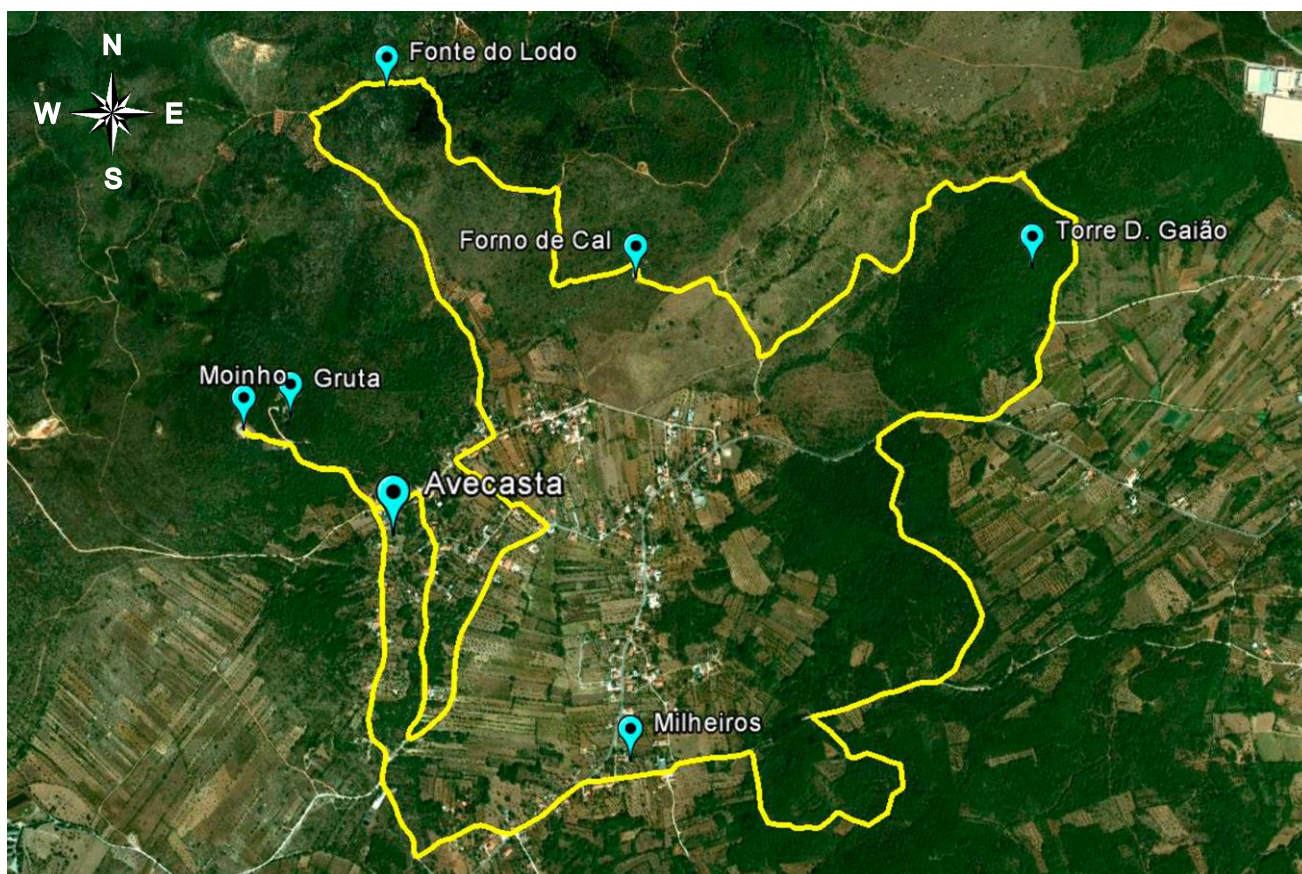 N
Fonte do Lodo
W E
S
Forno de Cal
Torre D. Gaião
Moinho
Gruta
Avecasta
Milheiros